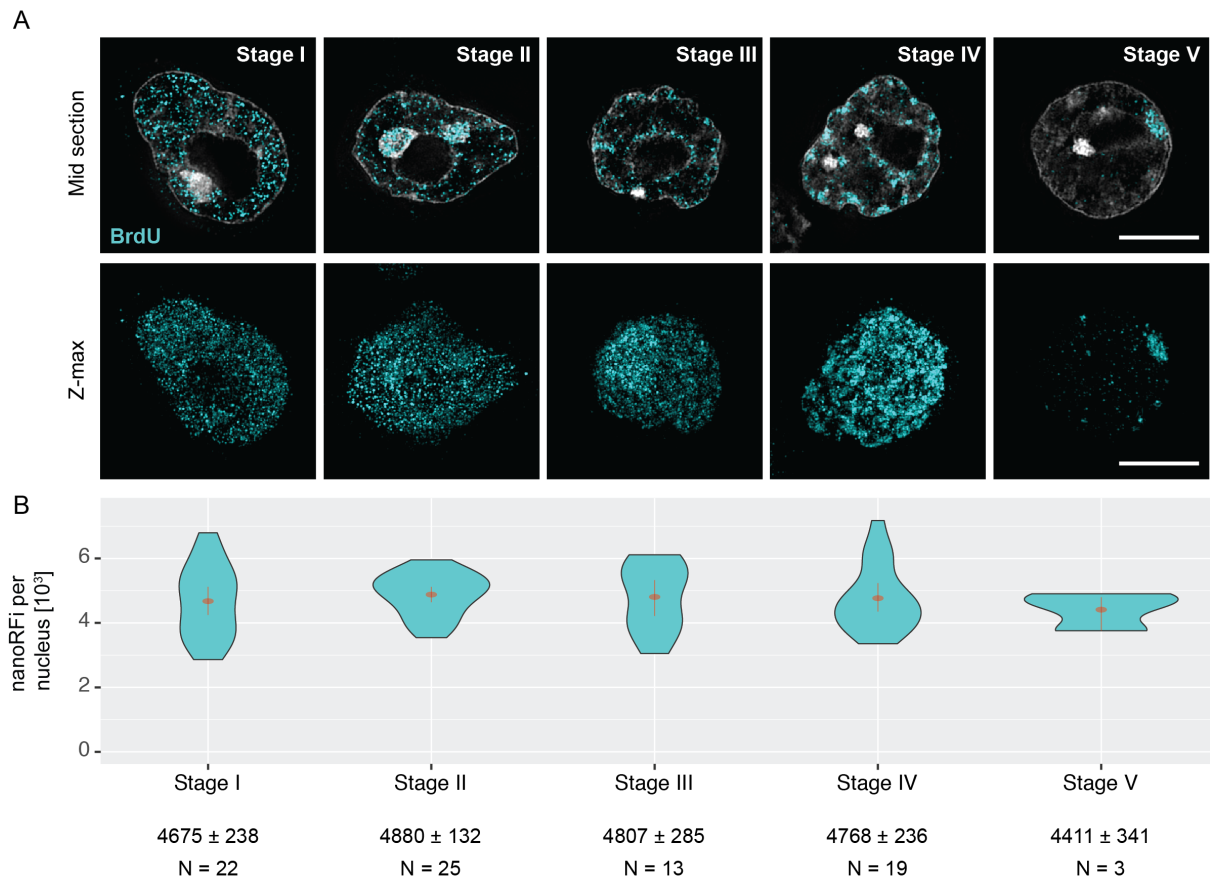 A
Stage I
Stage II
Stage III
Stage IV
Stage V
Mid section
BrdU
Z-max
B
nanoRFi per
nucleus [10³]
6
4
2
0
Stage I
Stage II
Stage III
Stage IV
Stage V
4675 ± 238
4880 ± 132
4807 ± 285
4768 ± 236
4411 ± 341
N = 22
N = 25
N = 13
N = 19
N = 3